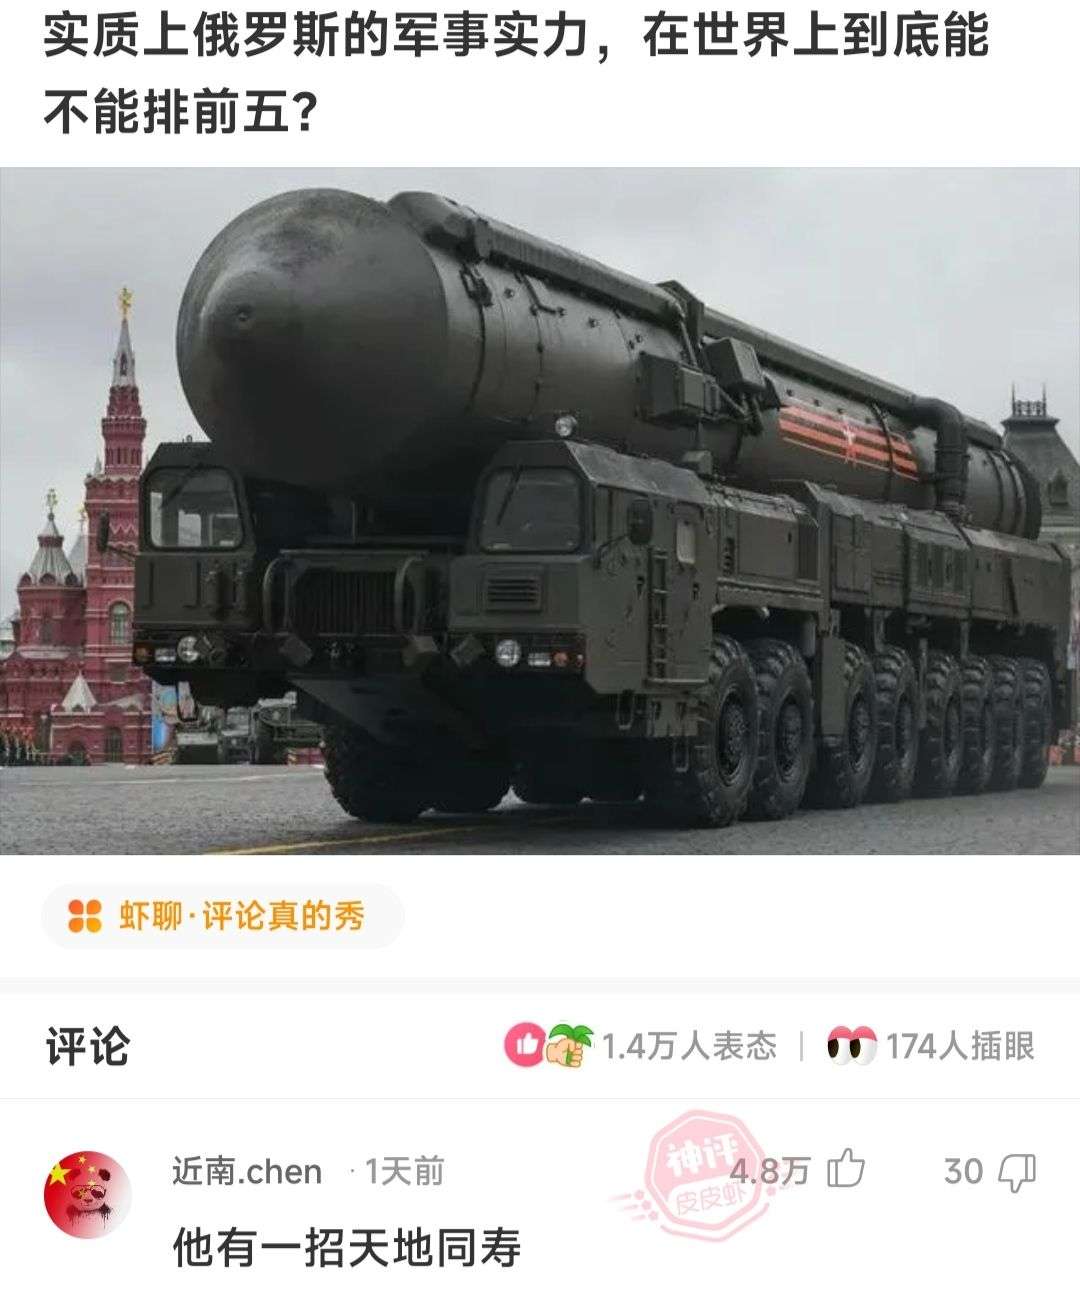 实质上俄罗斯的军事实力，在世界上到底能
不能排前五？
虾聊·评论真的秀
评论
1.4万人表态
174人插眼
近南.chen · 1天前
神评
皮皮虾
4.8万
30
他有一招天地同寿